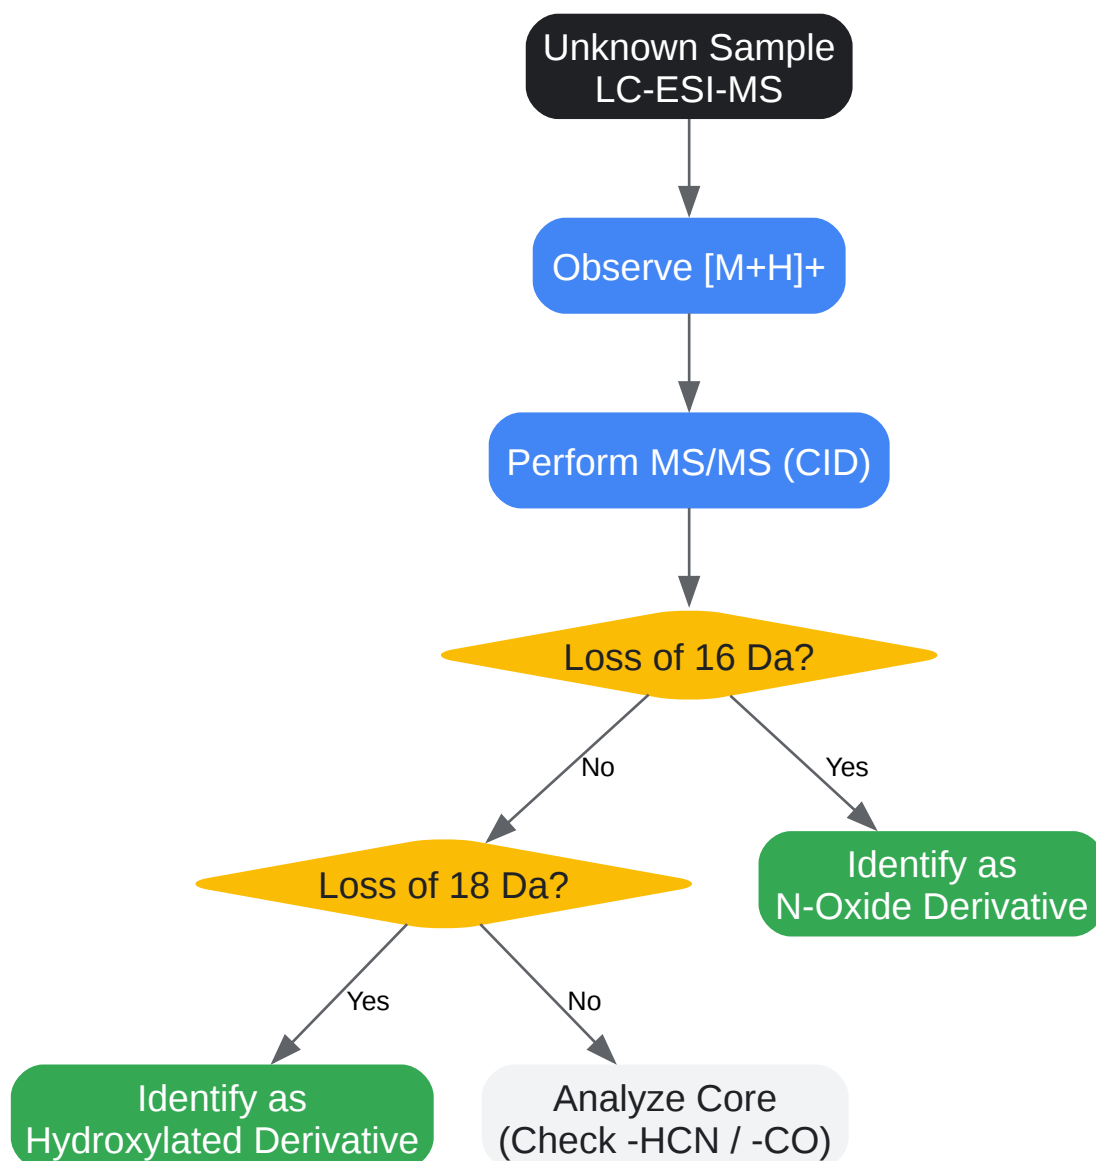 Unknown Sample
LC-ESI-MS
Observe [M+H]+
Perform MS/MS (CID)
Loss of 16 Da?
No
Yes
Loss of 18 Da?
Identify as
N-Oxide Derivative
Yes
No
Identify as
Hydroxylated Derivative
Analyze Core
(Check -HCN / -CO)